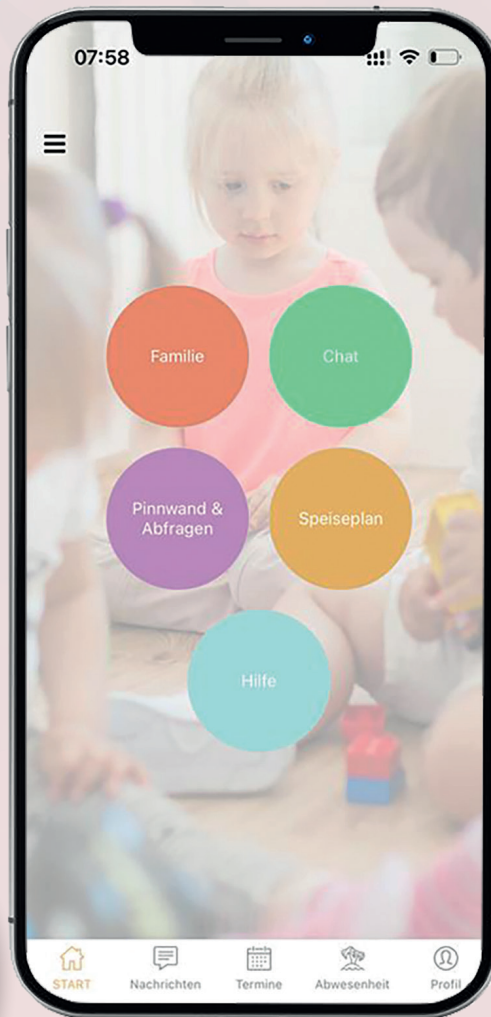 07:58
Familie
Chat
Pinnwand &
Abfragen
Speiseplan
Hilfe
START
Nachrichten
Termine
Abwesenheit
Profil